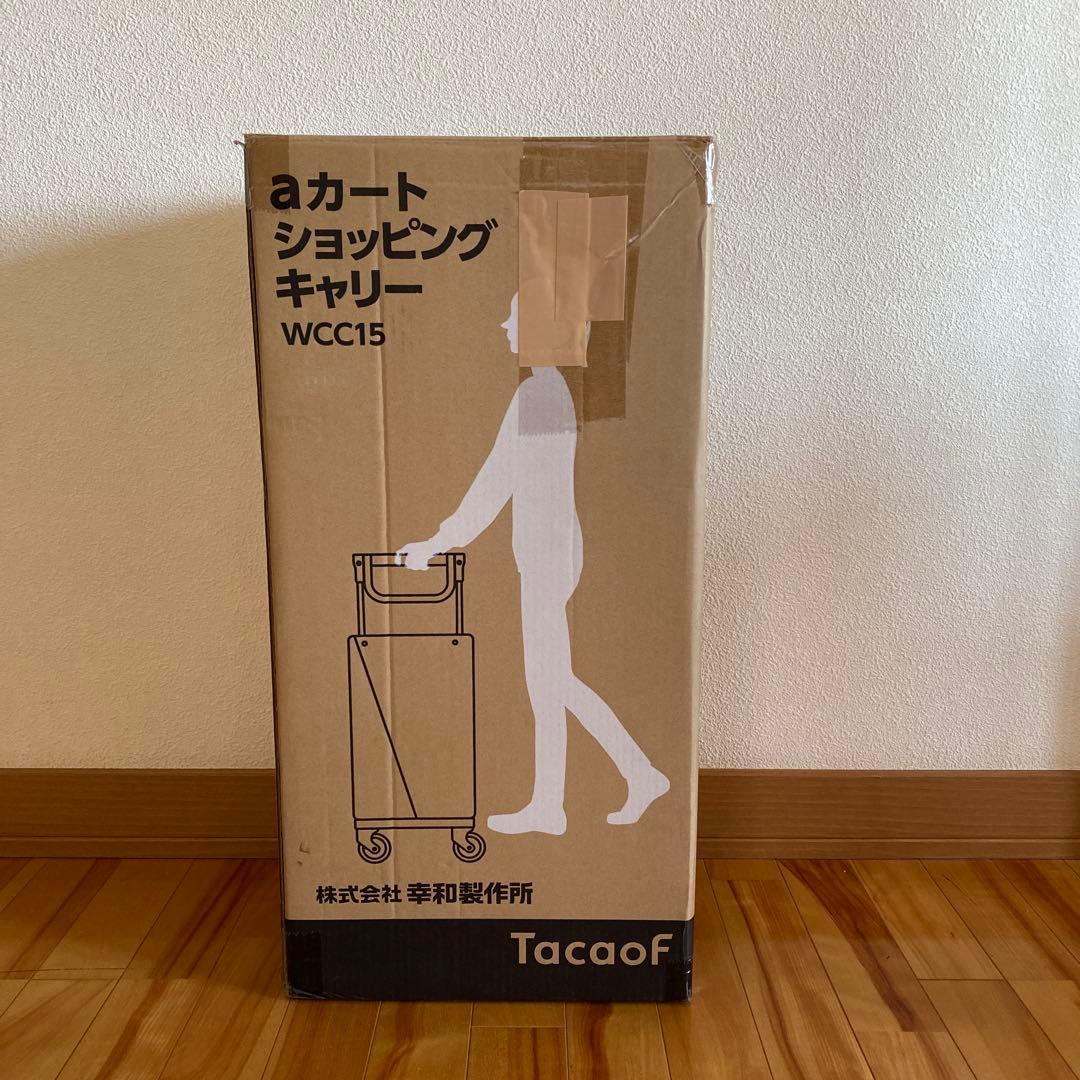 aカート
ショッピング
キャリー
WCC15
株式会社 幸和製作所
TacaoF